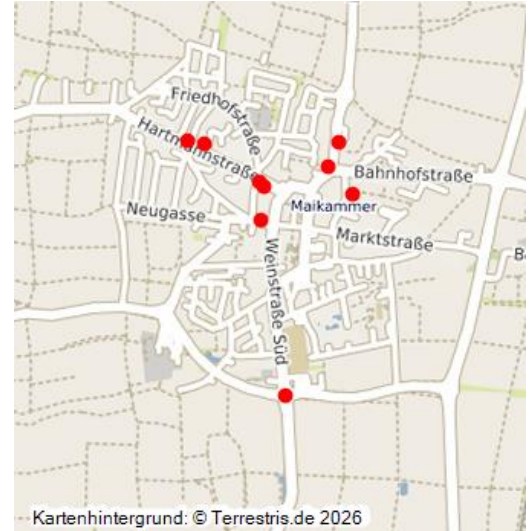 Friedhofstraße
Hartmannstraße
Bahnhofstraße
Neugasse
Maikammer
Marktstraße
Weinstraße Süd
Kartenhintergrund: © Terrestris.de 2026